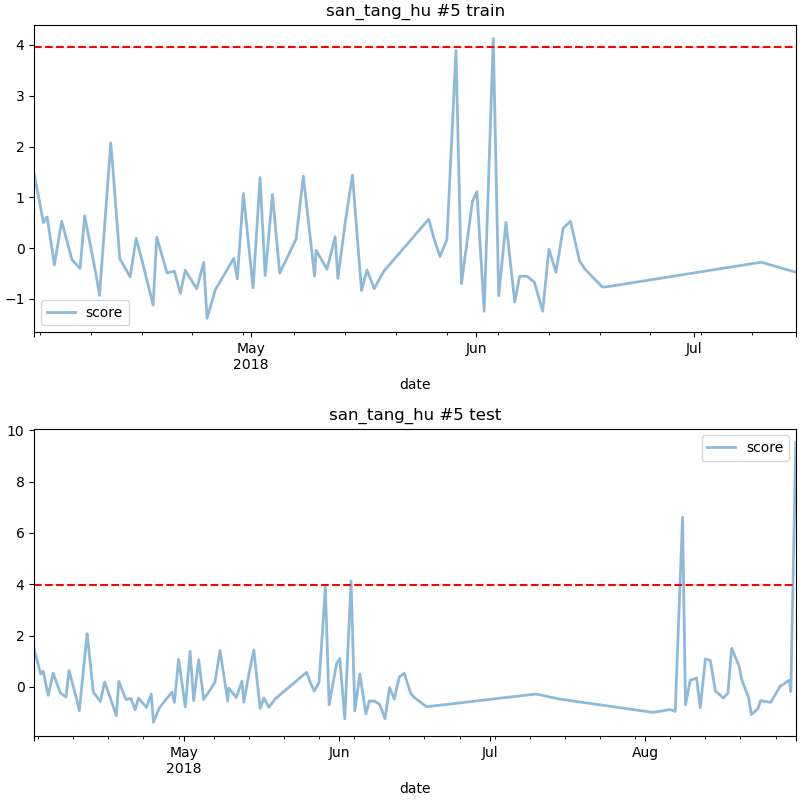 san_tang_hu #5 train
4
3
2
1
0
−1
score
May
2018
Jun
Jul
date
san_tang_hu #5 test
10
8
6
4
2
0
score
May
2018
Jun
Jul
Aug
date